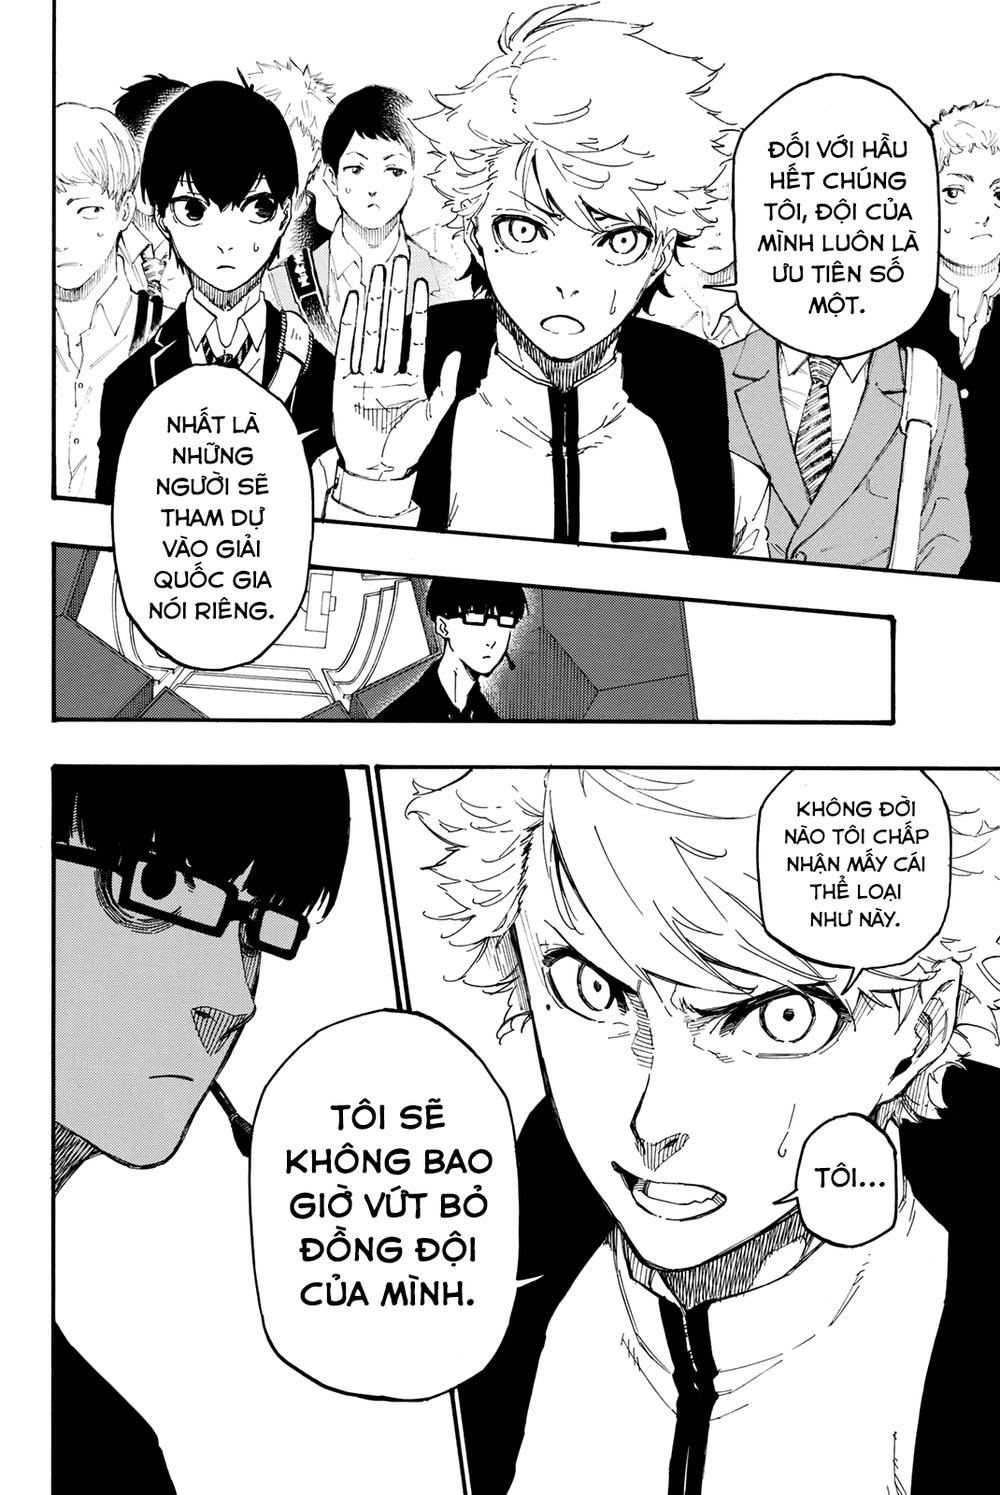 ĐỐI VỚI HẦU
HẾT CHÚNG
TÔI, ĐỘI CỦA
MÌNH LUÔN LÀ
ƯU TIÊN SỐ
MỘT.
NHẤT LÀ
NHỮNG
NGƯỜI SẼ
THAM DỰ
VÀO GIẢI
QUỐC GIA
NÓI RIÊNG.
KHÔNG ĐỜI
NÀO TÔI CHẤP
NHẬN MẤY CÁI
THỂ LOẠI
NHƯ NÀY.
TÔI...
TÔI SẼ
KHÔNG BAO
GIỜ VỨT BỎ
ĐỒNG ĐỘI
CỦA MÌNH.